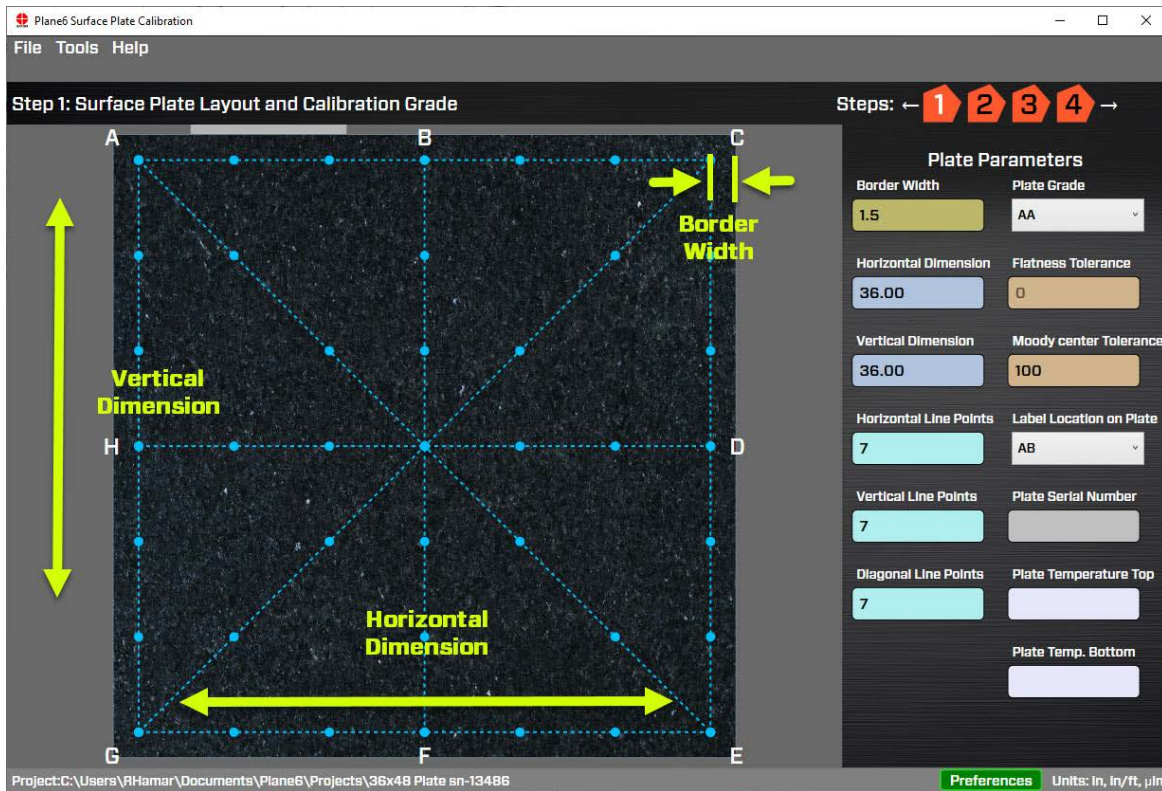 Plane6 Surface Plate Calibration
File Tools Help
Step 1: Surface Plate Layout and Calibration Grade
Steps: ← 1 2 3 4 →
A B C
Border
Width
Vertical
Dimension
H D
Horizontal
Dimension
G F E
Plate Parameters
Border Width Plate Grade
1.5 AA
Horizontal Dimension Flatness Tolerance
36.00 0
Vertical Dimension Moody center Tolerance
36.00 100
Horizontal Line Points Label Location on Plate
7 AB
Vertical Line Points Plate Serial Number
7
Diagonal Line Points Plate Temperature Top
7
Plate Temp. Bottom
Project:C:\Users\RHamar\Documents\Plane6\Projects\36x48 Plate sn-13486
Preferences Units: in, in/ft, µin